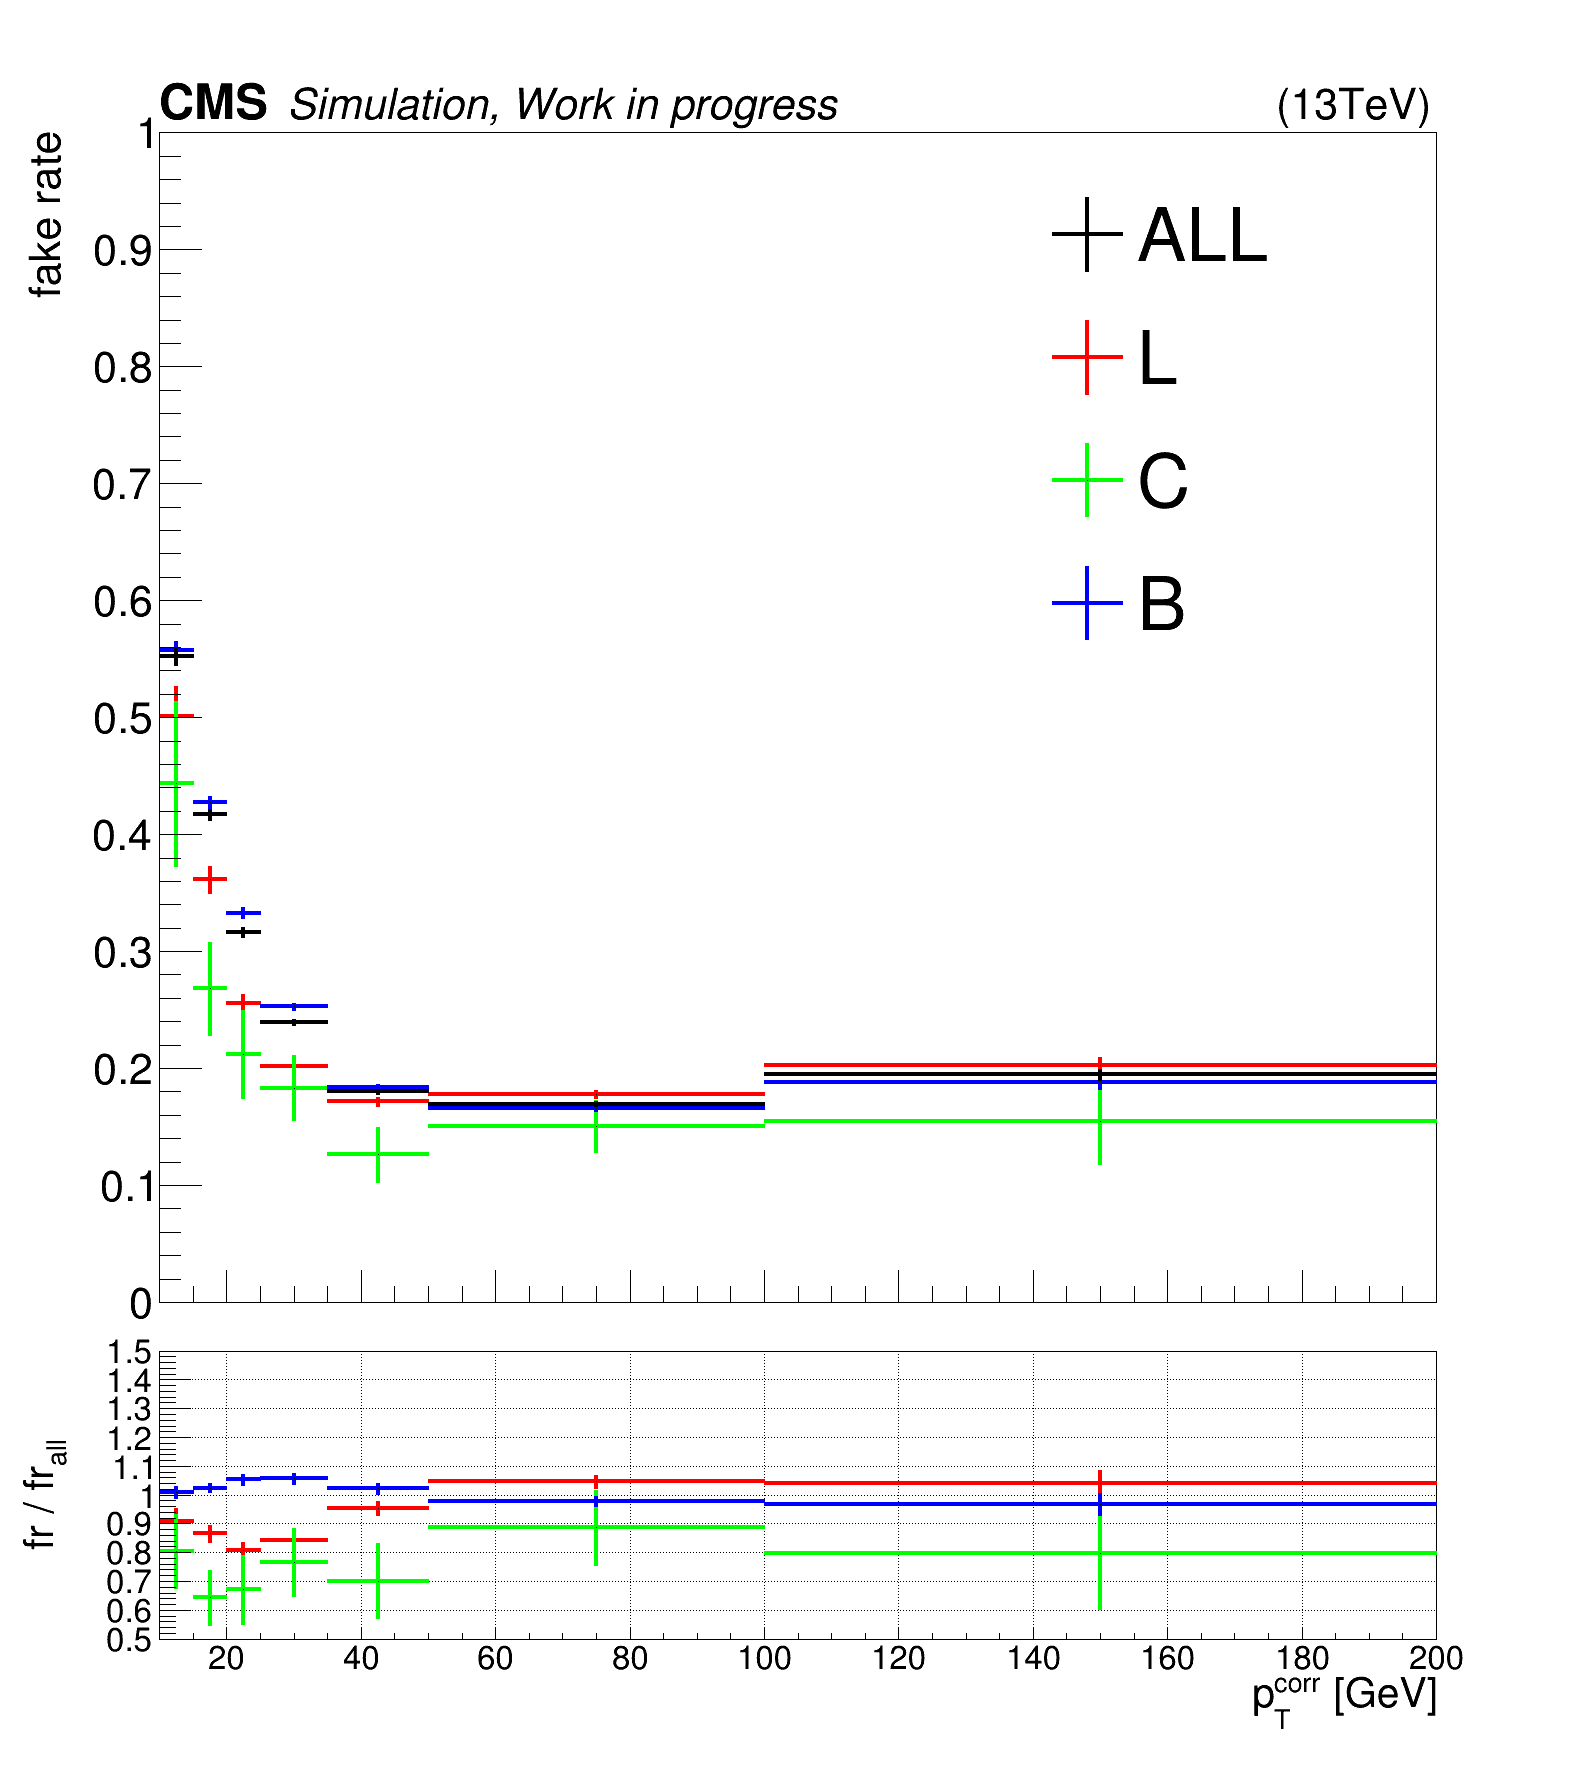 CMS Simulation, Work in progress (13TeV)
fake rate
1
0.9
0.8
0.7
0.6
0.5
0.4
0.3
0.2
0.1
0
ALL
L
C
B
fr / fr_all
1.5
1.4
1.3
1.2
1.1
1
0.9
0.8
0.7
0.6
0.5
20 40 60 80 100 120 140 160 180 200
p_T^corr [GeV]